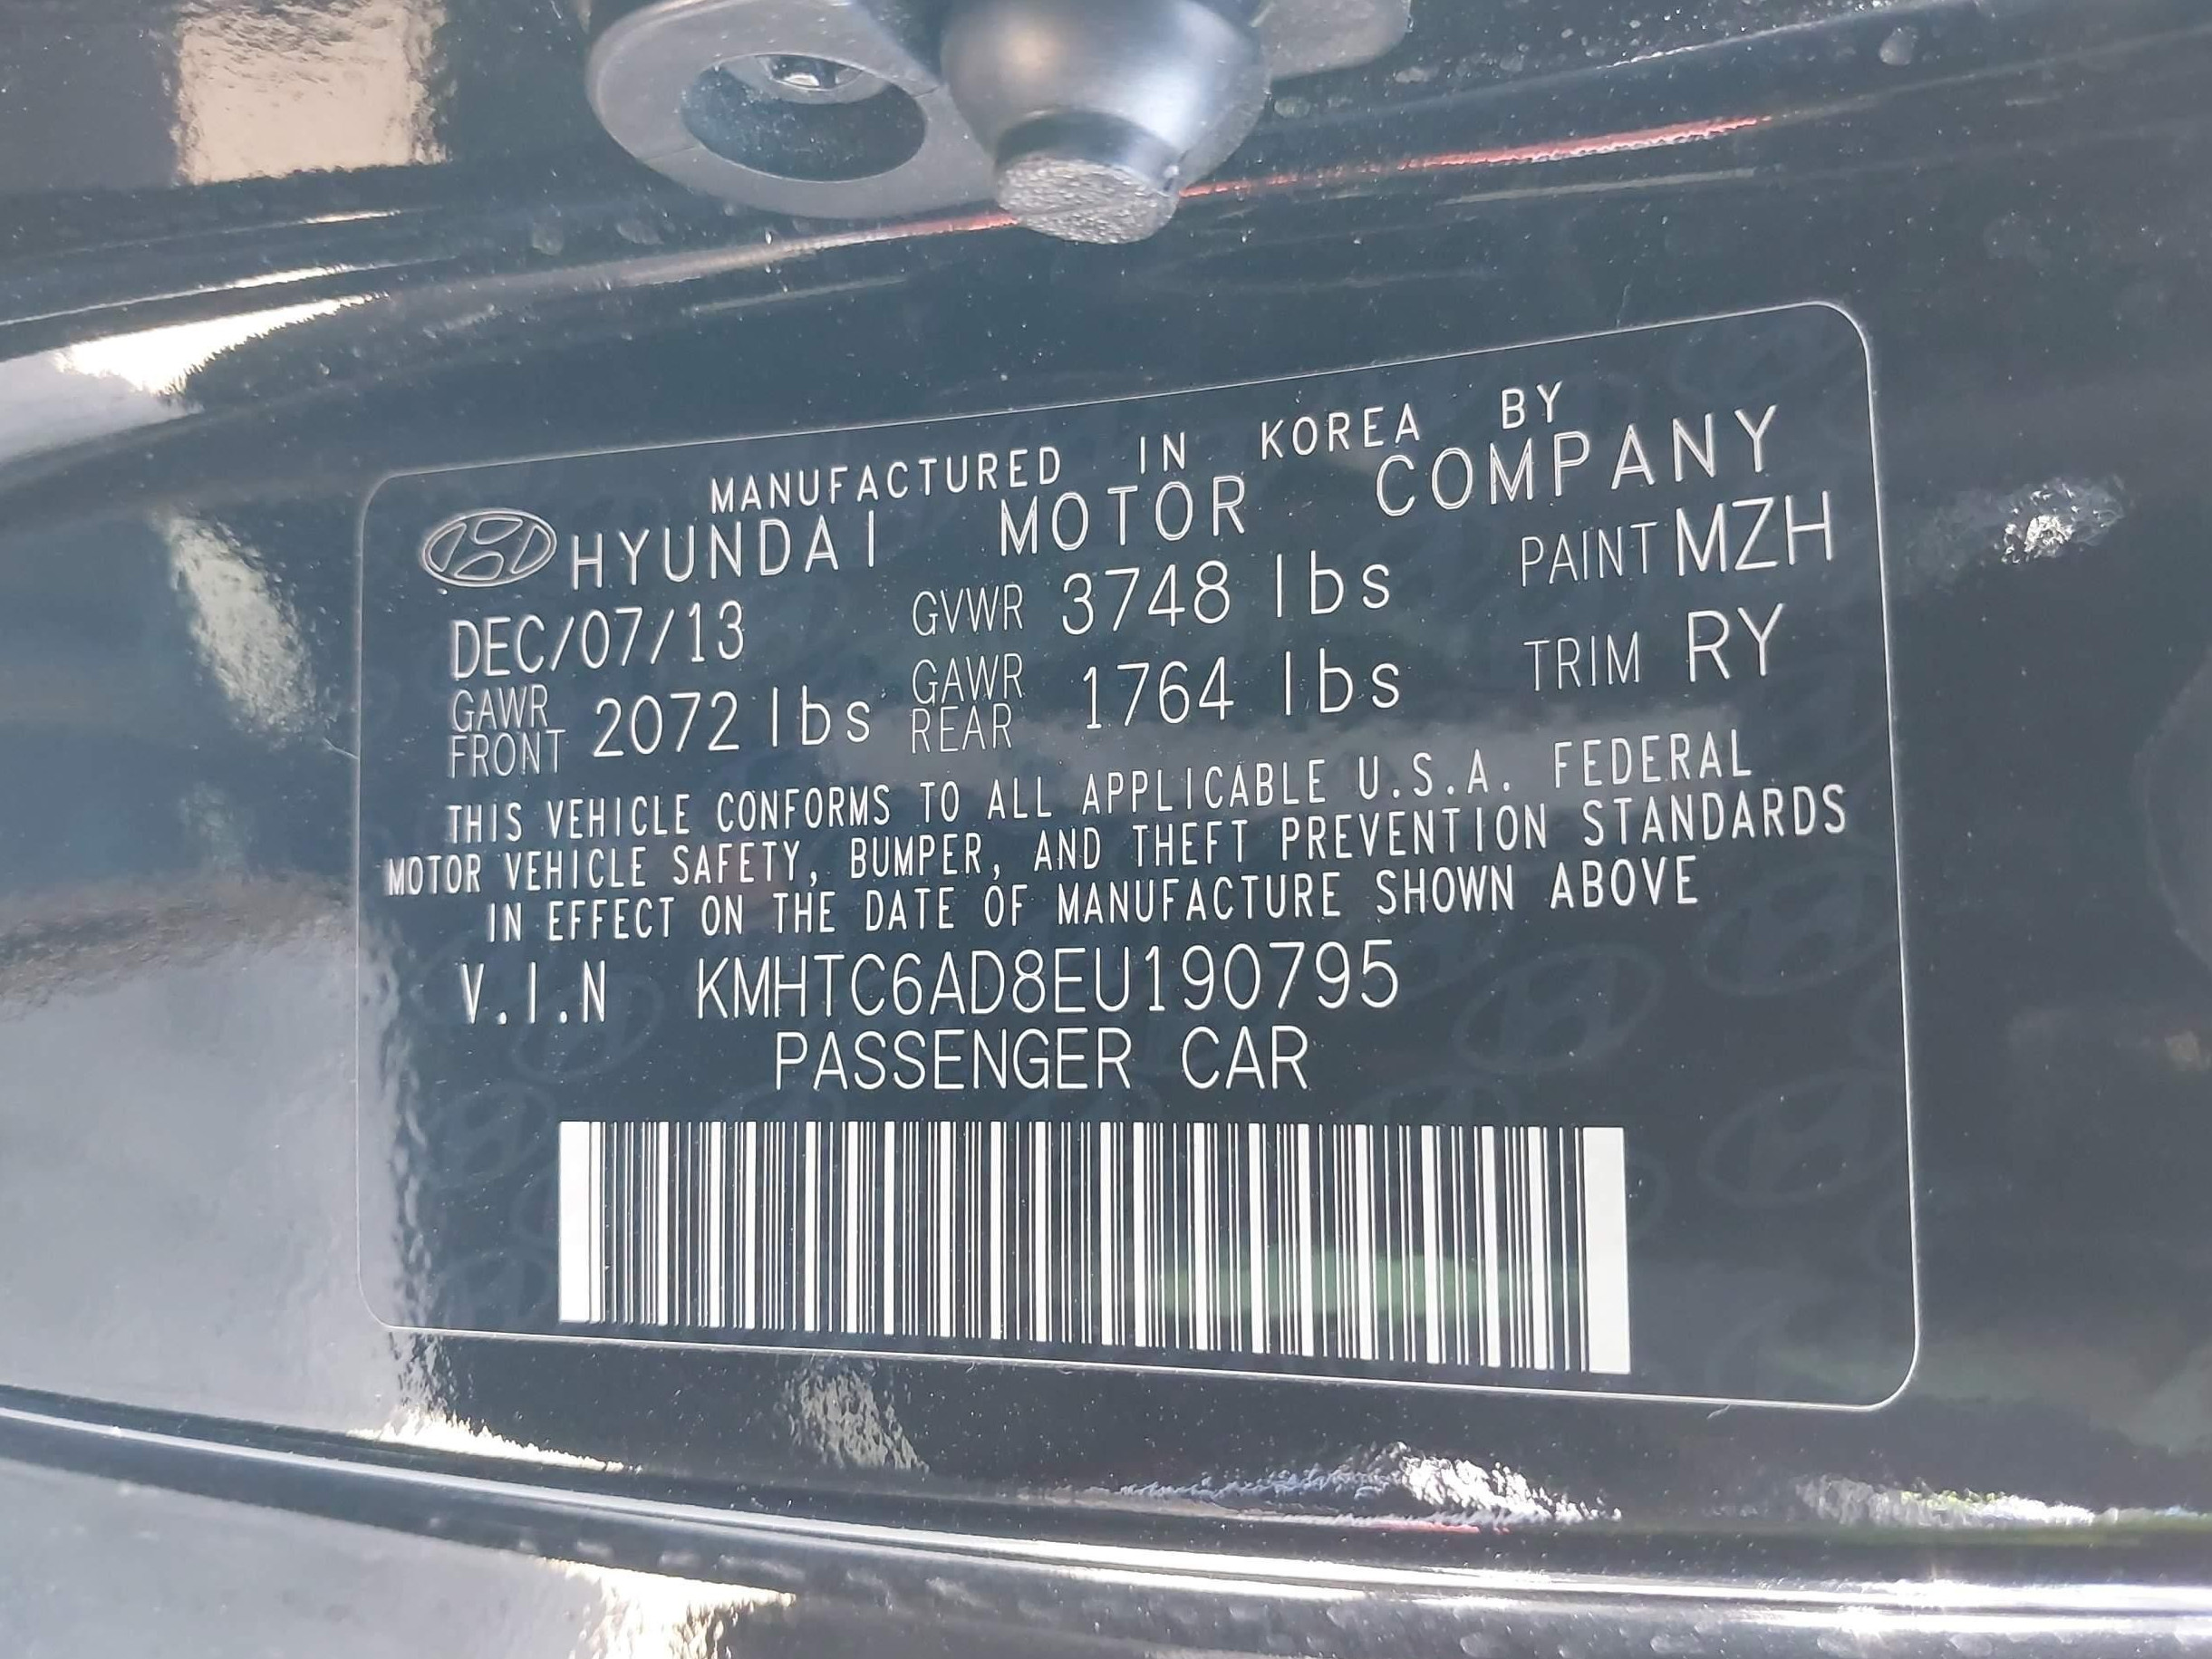 MANUFACTURED IN KOREA BY
HYUNDAI MOTOR COMPANY
DEC/07/13 GVWR 3748 lbs PAINT MZH
GAWR FRONT 2072 lbs GAWR REAR 1764 lbs TRIM RY
THIS VEHICLE CONFORMS TO ALL APPLICABLE U.S.A. FEDERAL
MOTOR VEHICLE SAFETY, BUMPER, AND THEFT PREVENTION STANDARDS
IN EFFECT ON THE DATE OF MANUFACTURE SHOWN ABOVE
V.I.N KMHTC6AD8EU190795
PASSENGER CAR